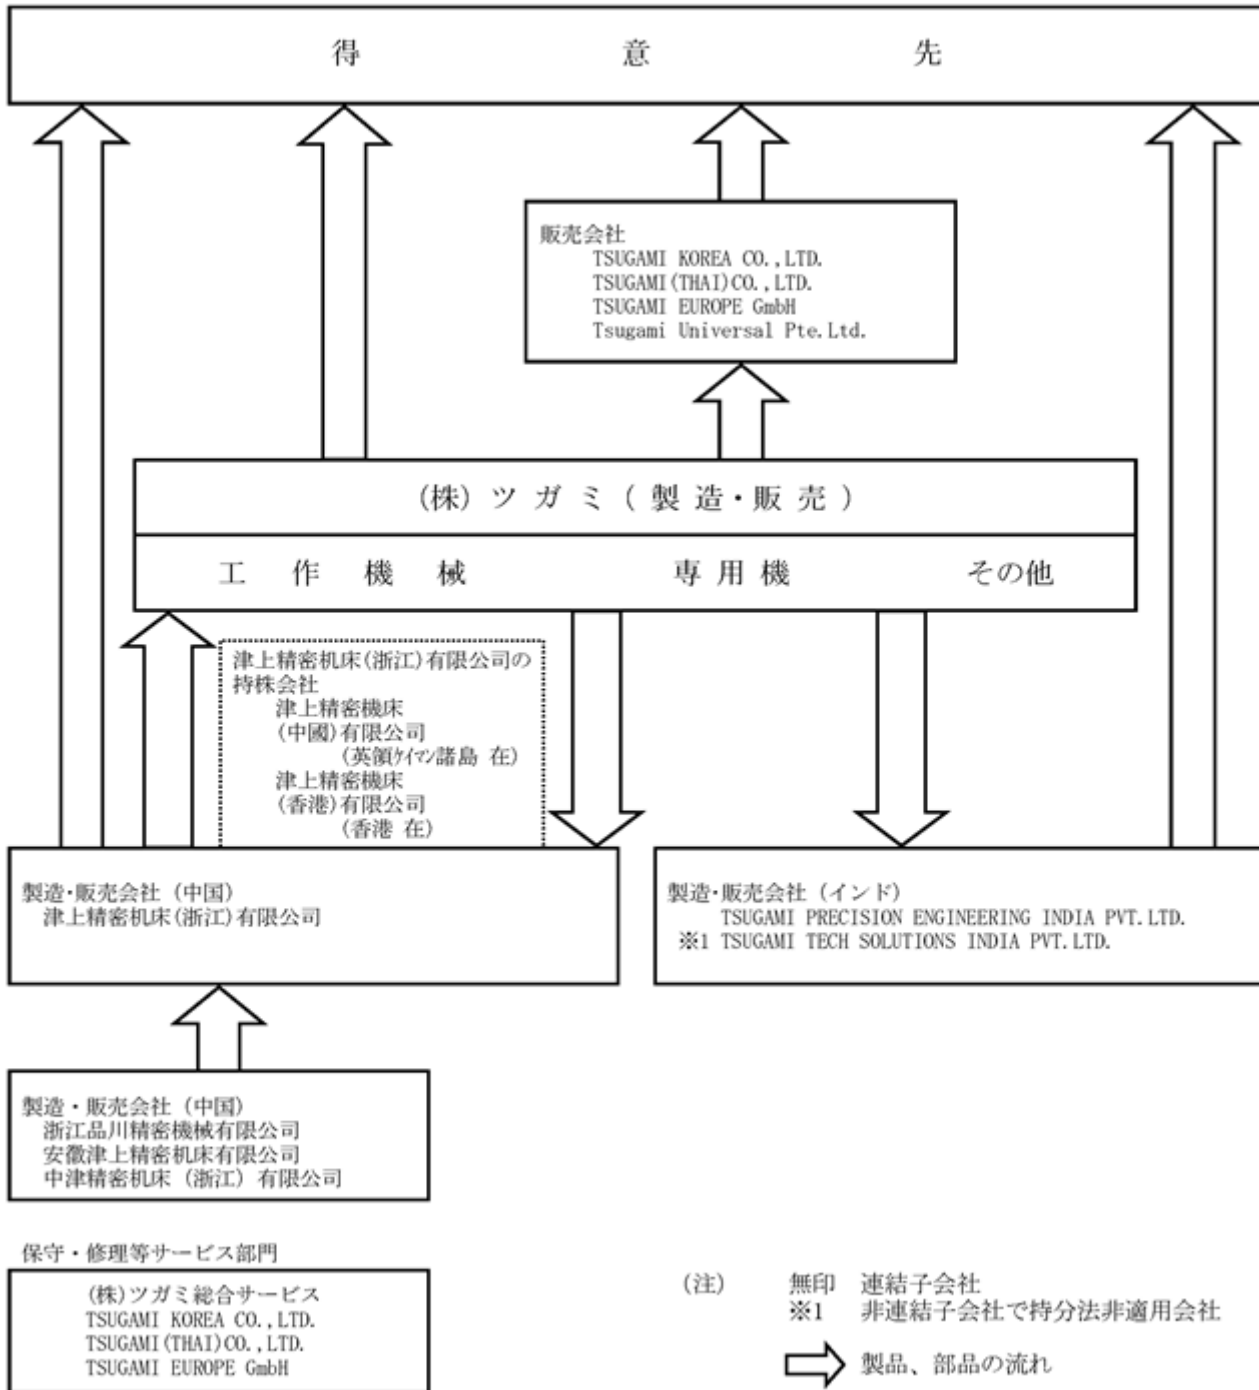 得意先
販売会社
TSUGAMI KOREA CO.,LTD.
TSUGAMI(THAI)CO.,LTD.
TSUGAMI EUROPE GmbH
Tsugami Universal Pte.Ltd.
(株)ツガミ(製造・販売)
工作機械 専用機 その他
津上精密机床(浙江)有限公司の
持株会社
津上精密機床
(中國)有限公司
(英領ケイマン諸島 在)
津上精密機床
(香港)有限公司
(香港 在)
製造・販売会社(中国)
津上精密机床(浙江)有限公司
製造・販売会社(インド)
TSUGAMI PRECISION ENGINEERING INDIA PVT.LTD.
※1 TSUGAMI TECH SOLUTIONS INDIA PVT.LTD.
製造・販売会社(中国)
浙江品川精密機械有限公司
安徽津上精密机床有限公司
中津精密机床(浙江)有限公司
保守・修理等サービス部門
(株)ツガミ総合サービス
TSUGAMI KOREA CO.,LTD.
TSUGAMI(THAI)CO.,LTD.
TSUGAMI EUROPE GmbH
(注) 無印 連結子会社
※1 非連結子会社で持分法非適用会社
製品、部品の流れ